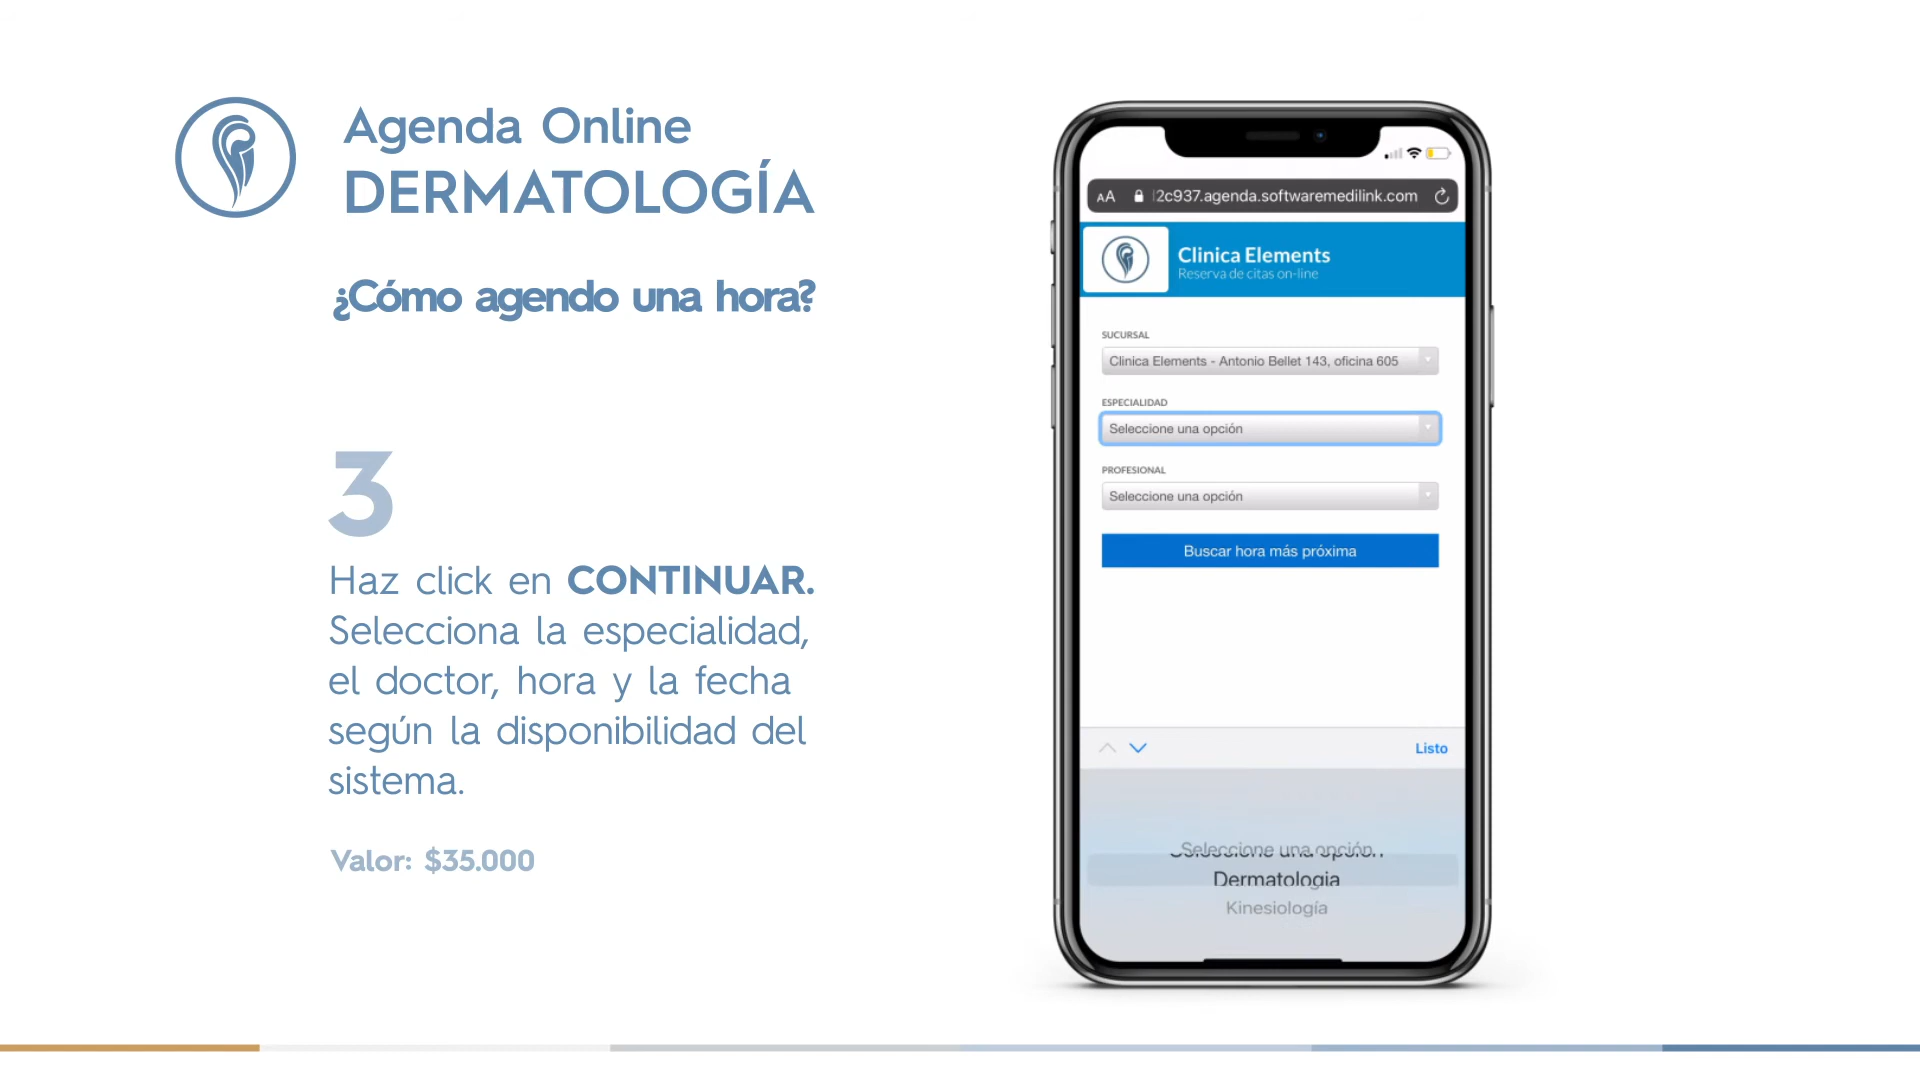 Agenda Online
DERMATOLOGÍA
¿Cómo agendo una hora?
3
Haz click en CONTINUAR.
Selecciona la especialidad,
el doctor, hora y la fecha
según la disponibilidad del
sistema.
Valor: $35.000
AA 2c937.agenda.softwaremedilink.com
Clinica Elements
Reserva de citas on-line
SUCURSAL
Clinica Elements - Antonio Bellet 143, oficina 605
ESPECIALIDAD
Seleccione una opción
PROFESIONAL
Seleccione una opción
Buscar hora más próxima
Listo
Seleccione una opción
Dermatologia
Kinesiología